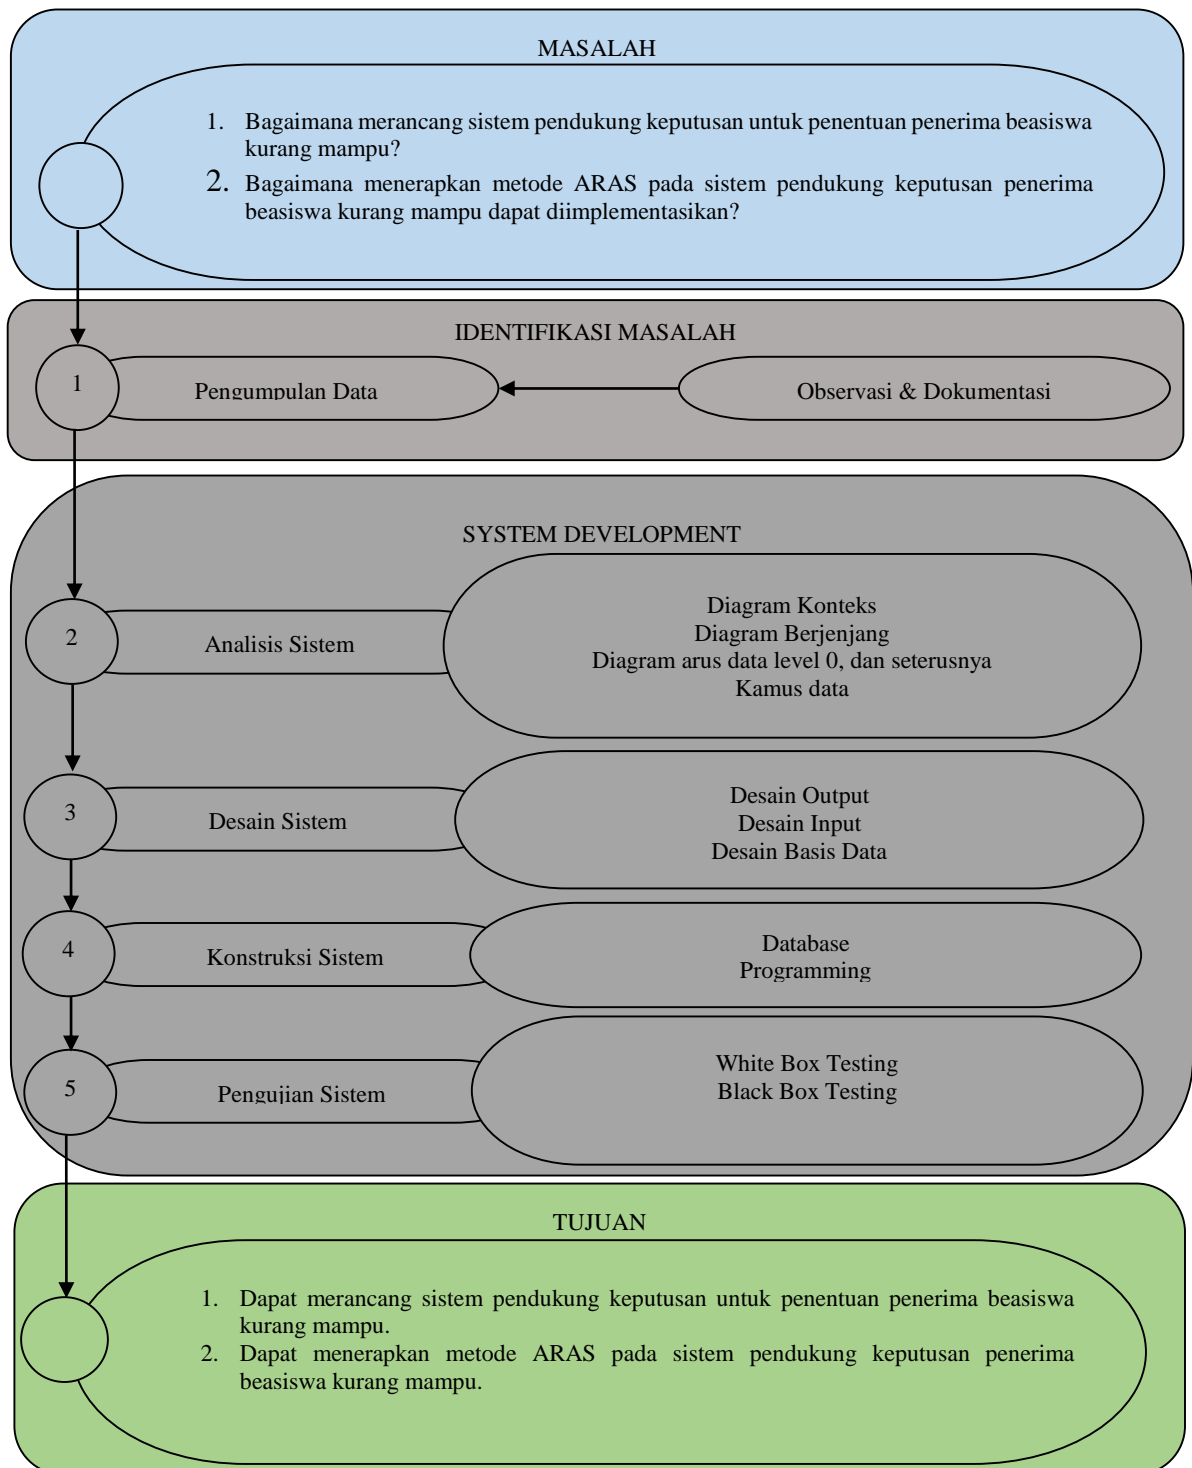 MASALAH
1. Bagaimana merancang sistem pendukung keputusan untuk penentuan penerima beasiswa
kurang mampu?
2. Bagaimana menerapkan metode ARAS pada sistem pendukung keputusan penerima
beasiswa kurang mampu dapat diimplementasikan?
IDENTIFIKASI MASALAH
1
Pengumpulan Data
Observasi & Dokumentasi
SYSTEM DEVELOPMENT
2
Analisis Sistem
Diagram Konteks
Diagram Berjenjang
Diagram arus data level 0, dan seterusnya
Kamus data
3
Desain Sistem
Desain Output
Desain Input
Desain Basis Data
4
Konstruksi Sistem
Database
Programming
5
Pengujian Sistem
White Box Testing
Black Box Testing
TUJUAN
1. Dapat merancang sistem pendukung keputusan untuk penentuan penerima beasiswa
kurang mampu.
2. Dapat menerapkan metode ARAS pada sistem pendukung keputusan penerima
beasiswa kurang mampu.